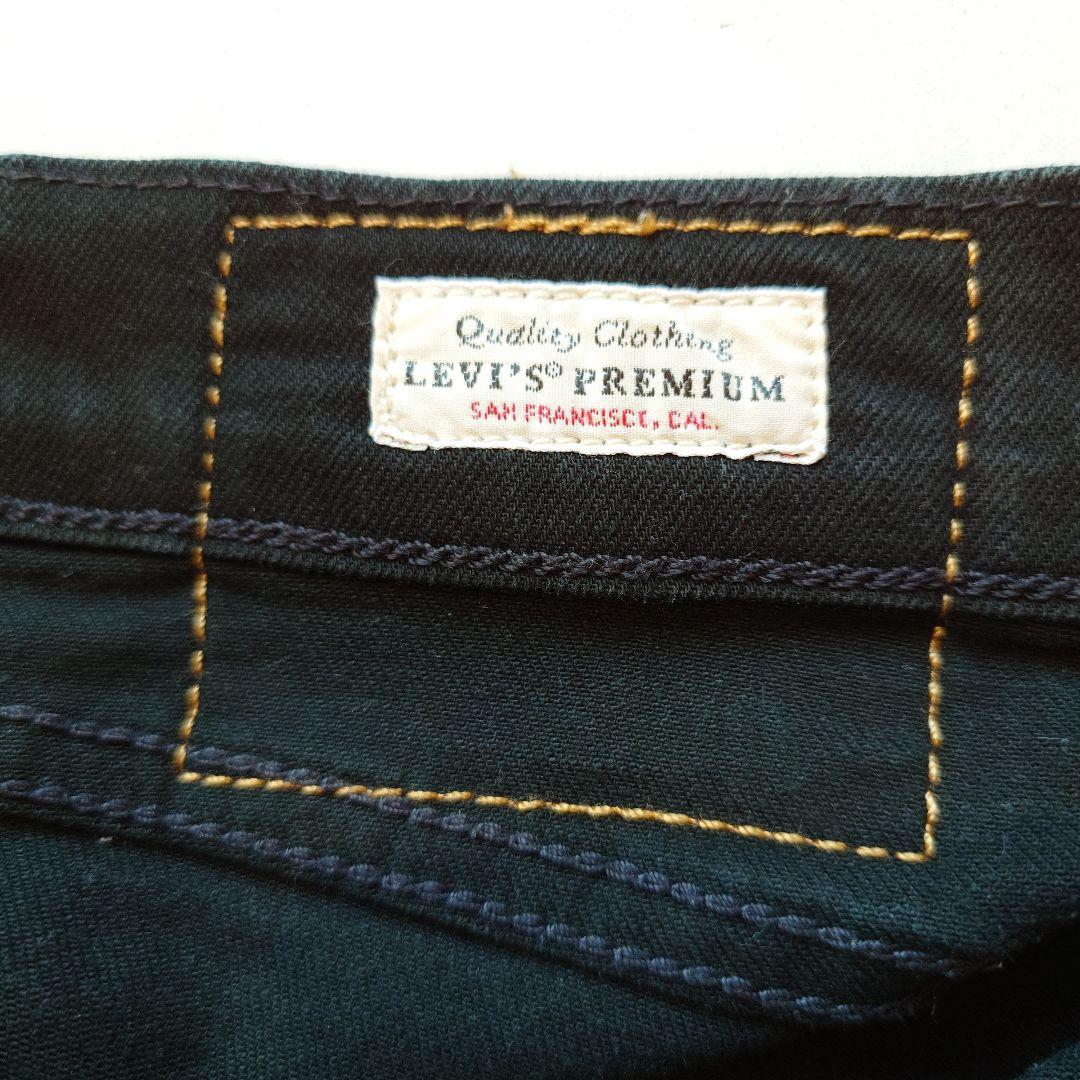 Quality Clothing
LEVI'S® PREMIUM
SAN FRANCISCO, CAL.